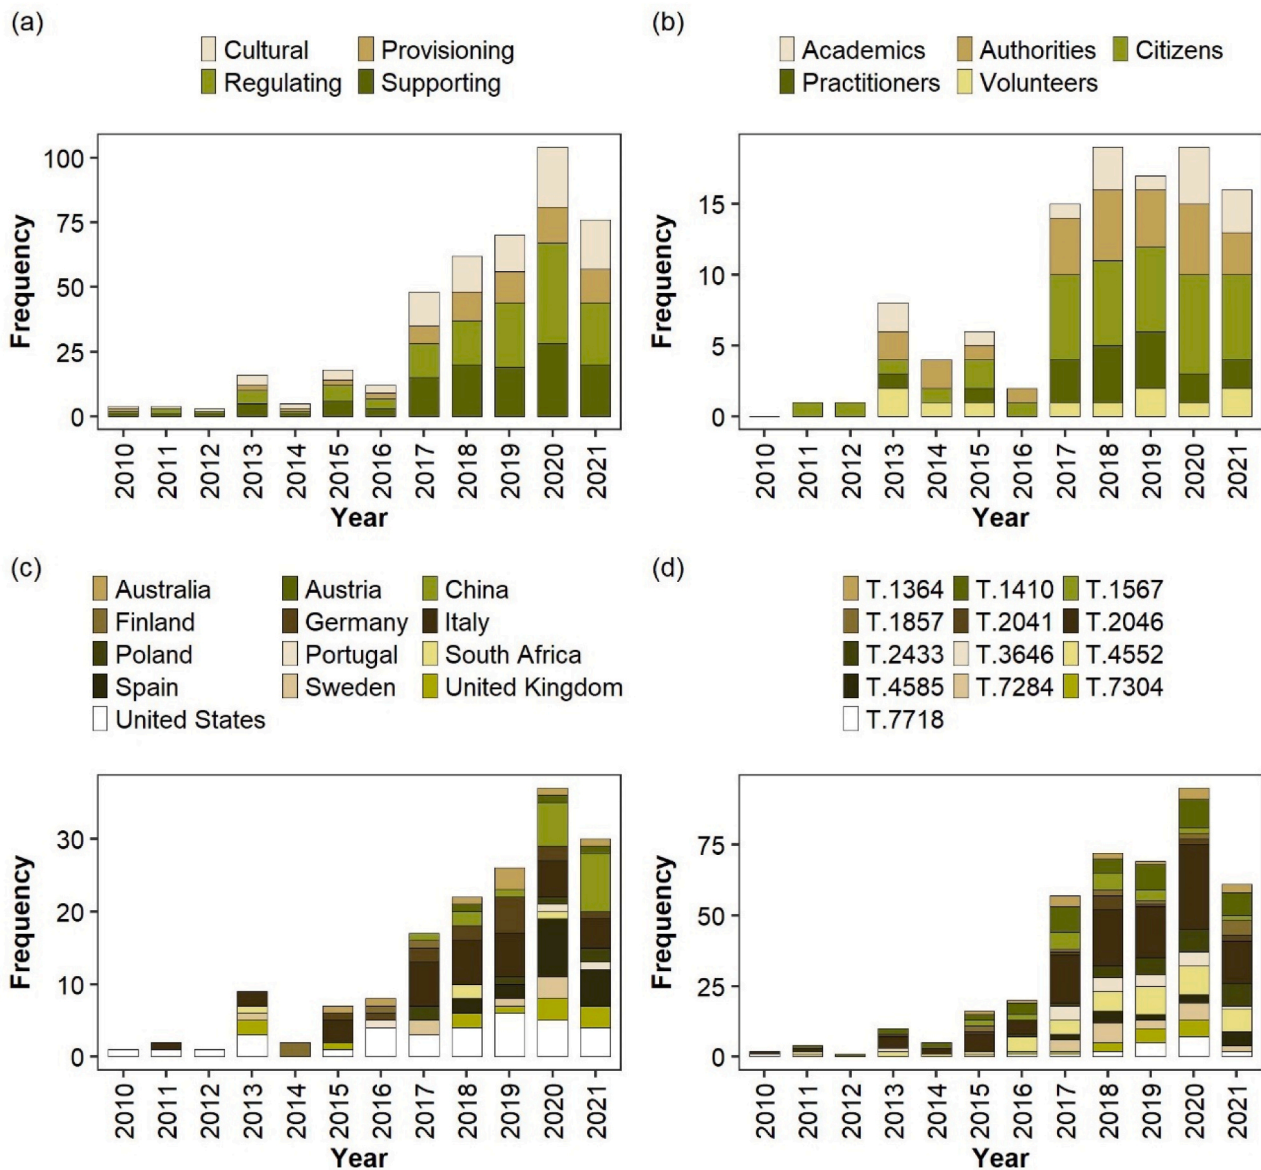 (a)
Cultural Provisioning
Regulating Supporting
Frequency
100
75
50
25
0
2010 2011 2012 2013 2014 2015 2016 2017 2018 2019 2020 2021
Year
(b)
Academics Authorities Citizens
Practitioners Volunteers
Frequency
15
10
5
0
2010 2011 2012 2013 2014 2015 2016 2017 2018 2019 2020 2021
Year
(c)
Australia Austria China
Finland Germany Italy
Poland Portugal South Africa
Spain Sweden United Kingdom
United States
Frequency
30
20
10
0
2010 2011 2012 2013 2014 2015 2016 2017 2018 2019 2020 2021
Year
(d)
T.1364 T.1410 T.1567
T.1857 T.2041 T.2046
T.2433 T.3646 T.4552
T.4585 T.7284 T.7304
T.7718
Frequency
75
50
25
0
2010 2011 2012 2013 2014 2015 2016 2017 2018 2019 2020 2021
Year